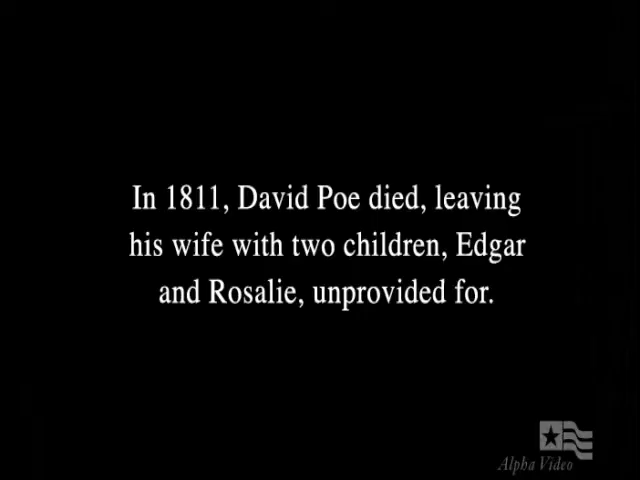 In 1811, David Poe died, leaving
his wife with two children, Edgar
and Rosalie, unprovided for.
Alpha Video